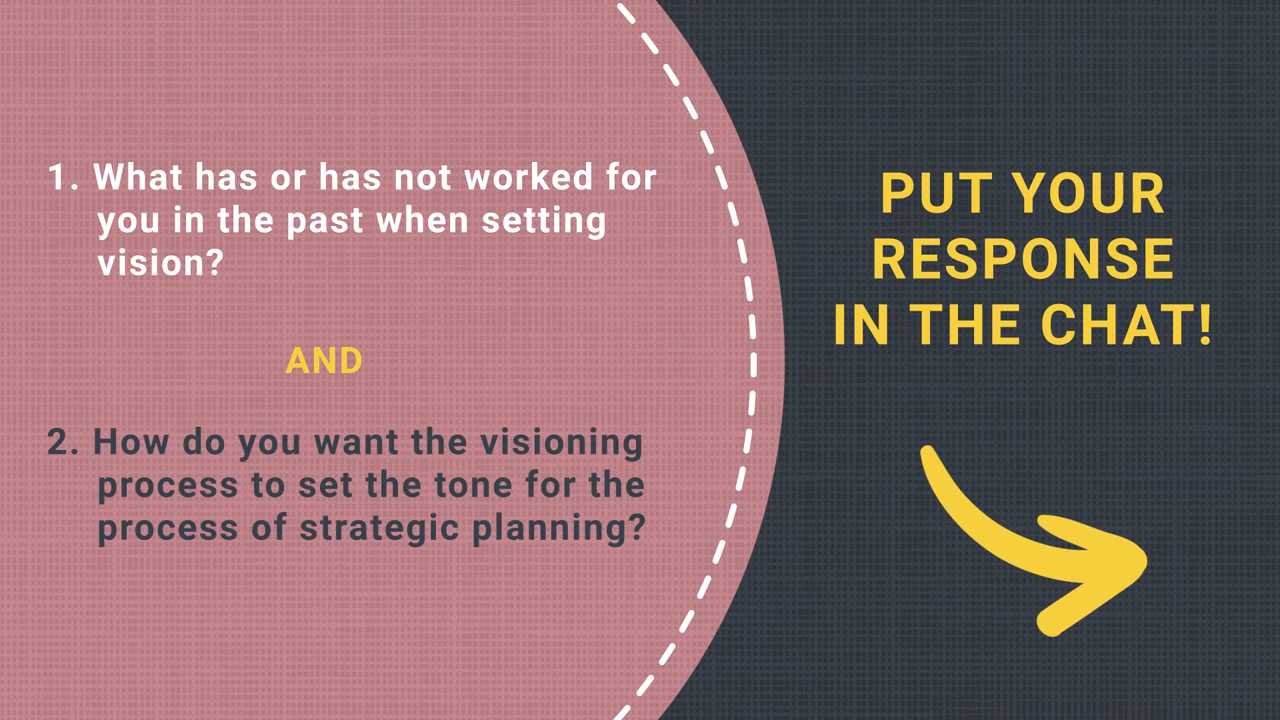 1. What has or has not worked for
you in the past when setting
vision?
AND
2. How do you want the visioning
process to set the tone for the
process of strategic planning?
PUT YOUR
RESPONSE
IN THE CHAT!